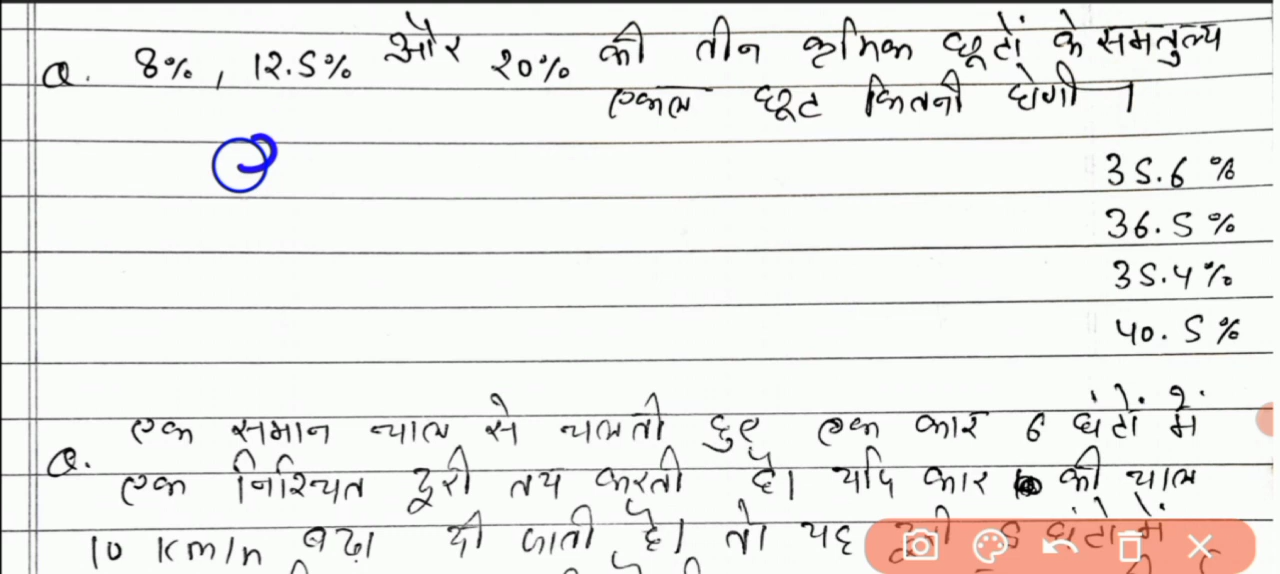 Q. 8%, 12.5% और 20% की तीन क्रमिक छूटों के समतुल्य
एकल छूट कितनी होगी ।
35.6 %
36.5 %
35.4 %
40.5 %
Q. एक समान चाल से चलती हुए एक कार 6 घंटों में
एक निश्चित दूरी तय करती है। यदि कार की चाल
10 Km/n बढा दी जाती है। तो यह घंटो में